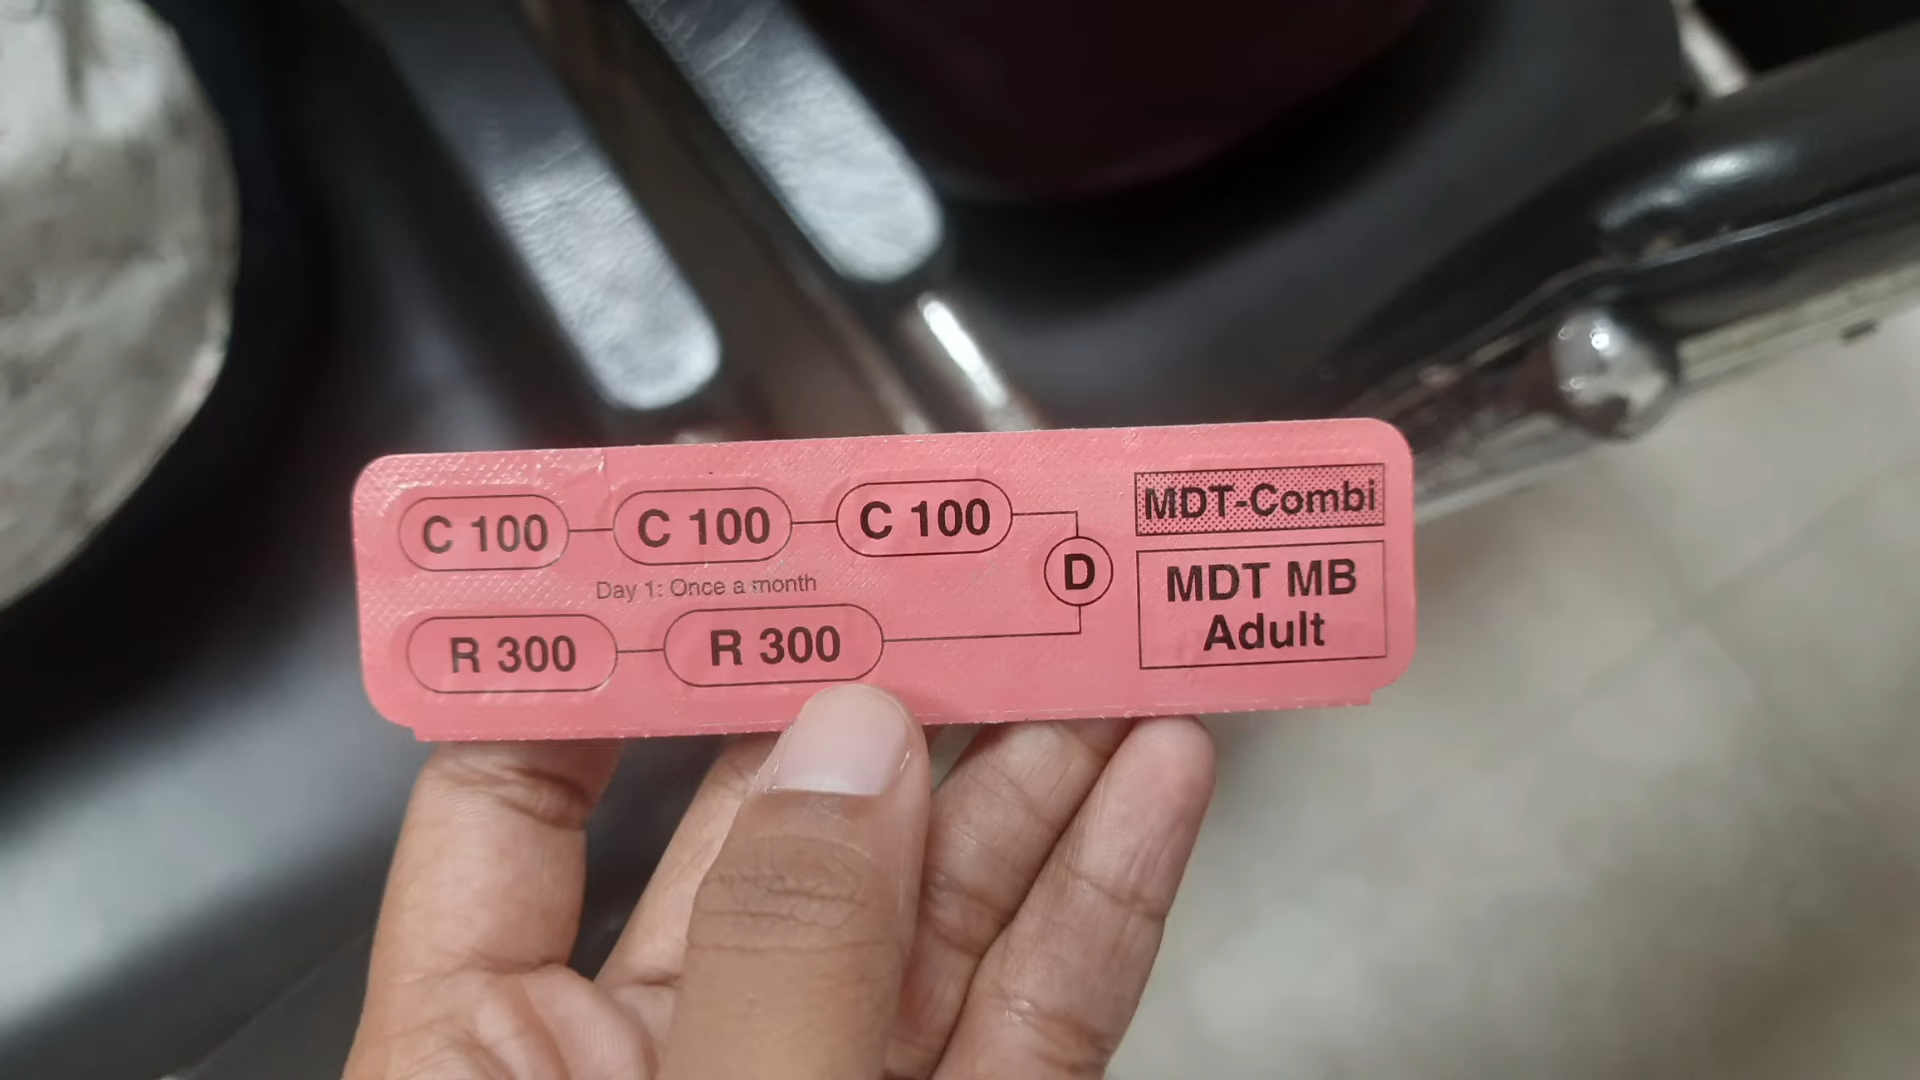 C 100 C 100 C 100
Day 1: Once a month
R 300 R 300
D
MDT-Combi
MDT MB
Adult